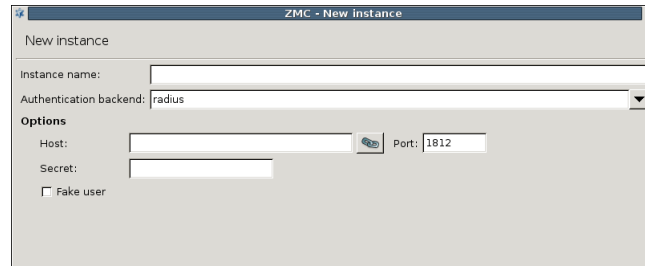 ZMC - New instance
New instance
Instance name:
Authentication backend: radius
Options
Host: Port: 1812
Secret:
Fake user